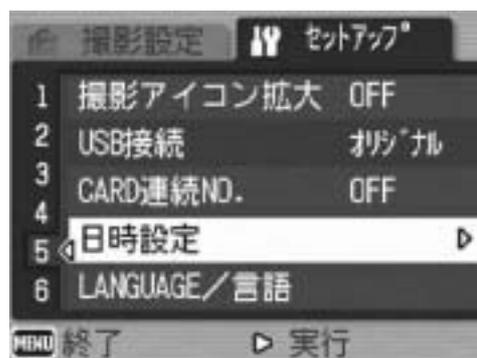 撮影設定 セットアップ
1 撮影アイコン拡大 OFF
2 USB接続 オリジナル
3 CARD連続NO. OFF
4
5 日時設定
6 LANGUAGE/言語
MENU 終了 実行